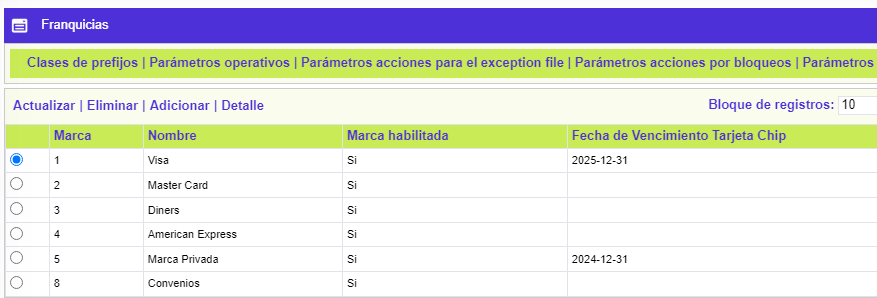 Franquicias
Clases de prefijos | Parámetros operativos | Parámetros acciones para el exception file | Parámetros acciones por bloqueos | Parámetros
Actualizar | Eliminar | Adicionar | Detalle Bloque de registros: 10
Marca Nombre Marca habilitada Fecha de Vencimiento Tarjeta Chip
1 Visa Si 2025-12-31
2 Master Card Si
3 Diners Si
4 American Express Si
5 Marca Privada Si 2024-12-31
8 Convenios Si